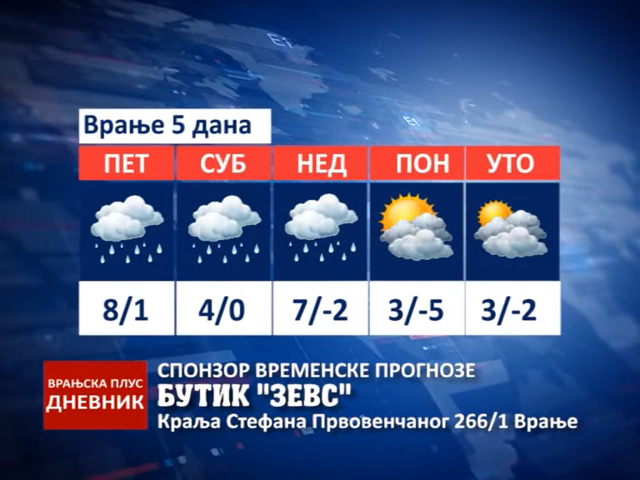 Врање 5 дана
ПЕТ СУБ НЕД ПОН УТО
8/1 4/0 7/-2 3/-5 3/-2
СПОНЗОР ВРЕМЕНСКЕ ПРОГНОЗЕ
ВРАЊСКА ПЛУС
ДНЕВНИК
БУТИК "ЗЕВС"
Краља Стефана Првовенчаног 266/1 Врање